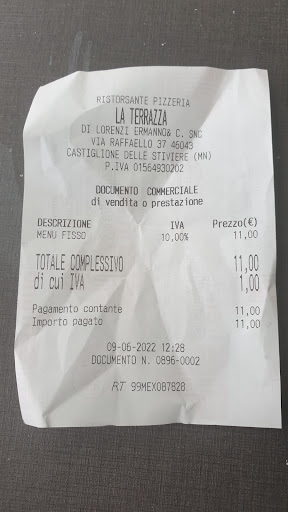 RISTORSANTE PIZZERIA
LA TERRAZZA
DI LORENZI ERMANNO& C. SNC
VIA RAFFAELLO 37 46043
CASTIGLIONE DELLE STIVIERE (MN)
P.IVA 01564930202
DOCUMENTO COMMERCIALE
di vendita o prestazione
DESCRIZIONE IVA Prezzo(€)
MENU FISSO 10,00% 11,00
TOTALE COMPLESSIVO 11,00
di cui IVA 1,00
Pagamento contante 11,00
Importo pagato 11,00
09-06-2022 12:28
DOCUMENTO N. 0896-0002
RT 99MEX087828